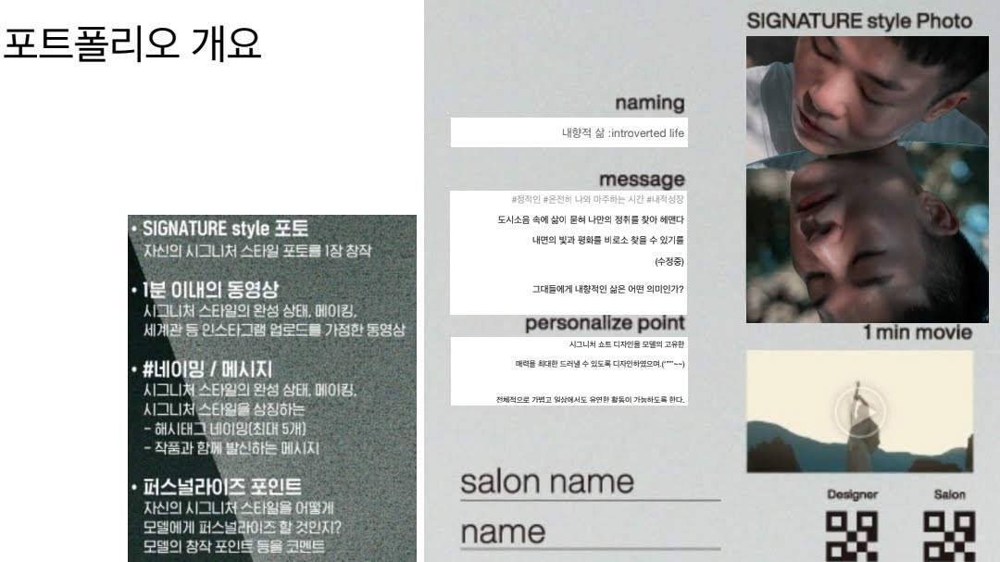 포트폴리오 개요
• SIGNATURE style 포토
자신의 시그니처 스타일 포토를 1장 창작
• 1분 이내의 동영상
시그니처 스타일의 완성 상태, 메이킹,
세계관 등 인스타그램 업로드를 가정한 동영상
• #네이밍 / 메시지
시그니처 스타일의 완성 상태, 메이킹,
시그니처 스타일을 상징하는
- 해시태그 네이밍(최대 5개)
- 작품과 함께 발신하는 메시지
• 퍼스널라이즈 포인트
자신의 시그니처 스타일을 어떻게
모델에게 퍼스널라이즈 할 것인지?
모델의 창작 포인트 등을 코멘트
naming
내향적 삶 :introverted life
message
#정적인 #온전히 나와 마주하는 시간 #내적성장
도시소음 속에 삶이 묻혀 나만의 정취를 찾아 헤맨다
내면의 빛과 평화를 비로소 찾을 수 있기를
(수정중)
그대들에게 내향적인 삶은 어떤 의미인가?
personalize point
시그니처 쇼트 디자인을 모델의 고유한
매력을 최대한 드러낼 수 있도록 디자인하였으며.(*****~~)
전체적으로 가볍고 일상에서도 유연한 활동이 가능하도록 한다.
salon name
name
SIGNATURE style Photo
1 min movie
Designer
Salon